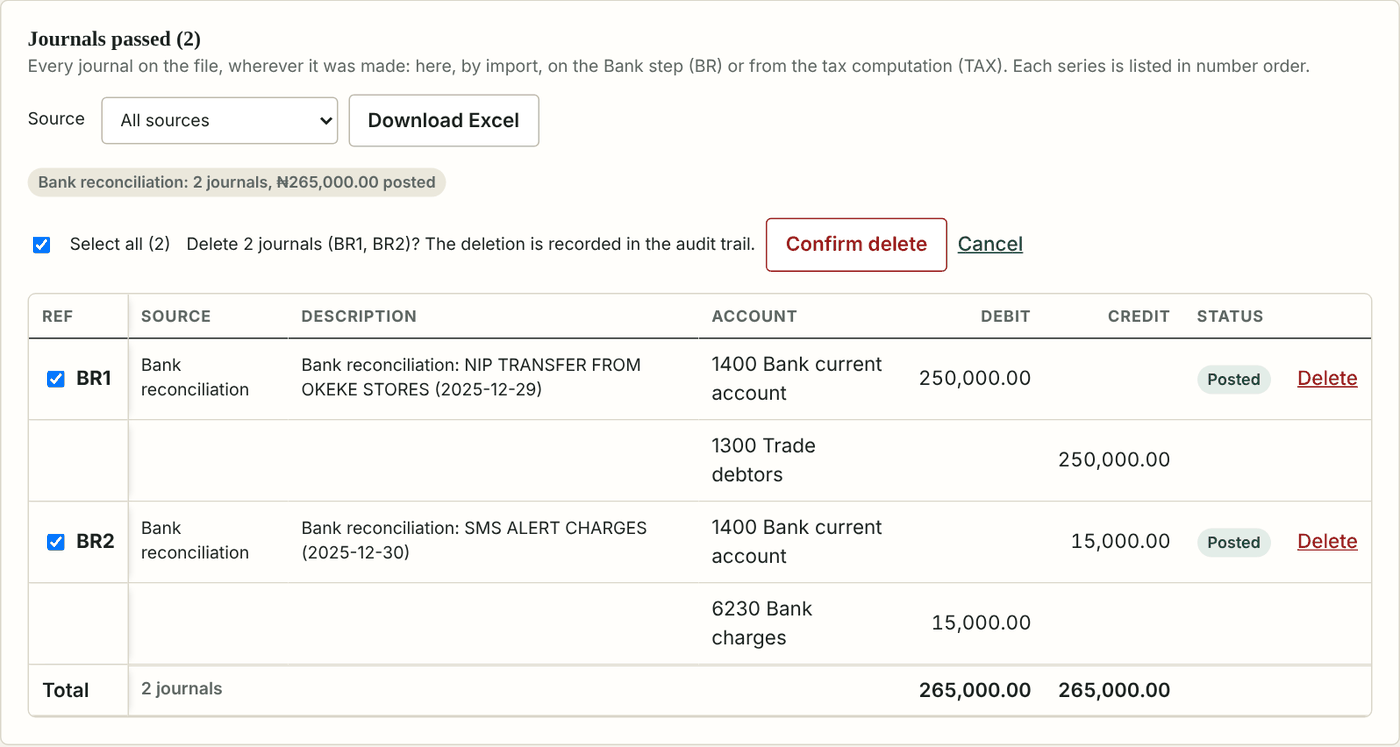 Journals passed (2)
Every journal on the file, wherever it was made: here, by import, on the Bank step (BR) or from the tax computation (TAX). Each series is listed in number order.
Source All sources Download Excel
Bank reconciliation: 2 journals, ₦265,000.00 posted
Select all (2) Delete 2 journals (BR1, BR2)? The deletion is recorded in the audit trail. Confirm delete Cancel
REF SOURCE DESCRIPTION ACCOUNT DEBIT CREDIT STATUS
BR1 Bank reconciliation Bank reconciliation: NIP TRANSFER FROM OKEKE STORES (2025-12-29) 1400 Bank current account 250,000.00 Posted Delete
1300 Trade debtors 250,000.00
BR2 Bank reconciliation Bank reconciliation: SMS ALERT CHARGES (2025-12-30) 1400 Bank current account 15,000.00 Posted Delete
6230 Bank charges 15,000.00
Total 2 journals 265,000.00 265,000.00